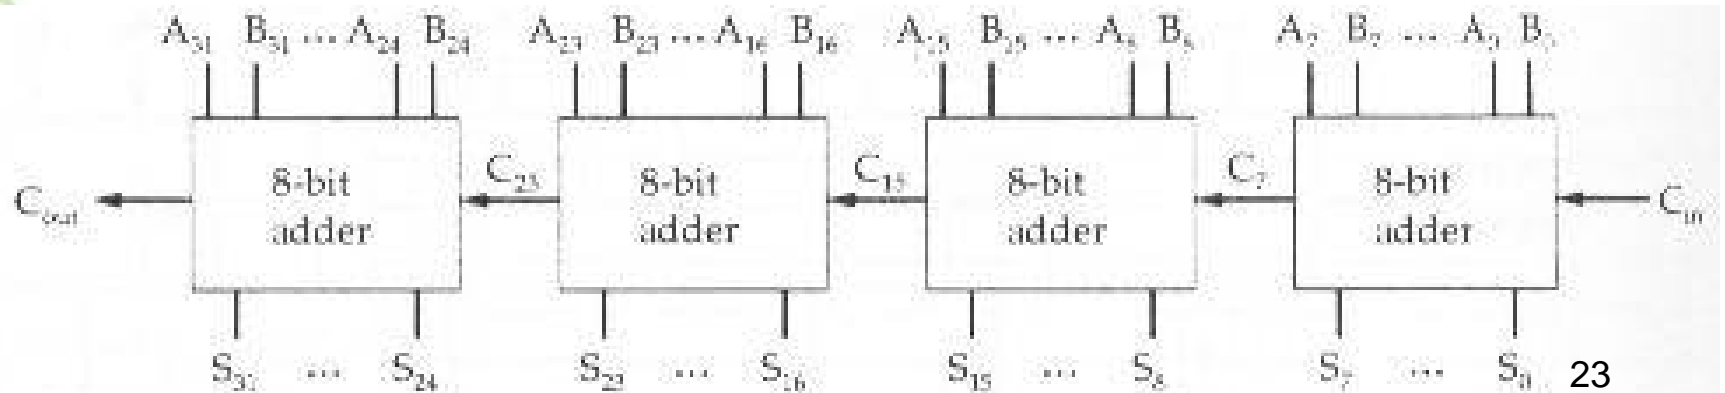 A₃₁ B₃₁ ... A₂₄ B₂₄ A₂₃ B₂₃ ... A₁₆ B₁₆ A₁₅ B₁₅ ... A₈ B₈ A₇ B₇ ... A₀ B₀
C₂₃ C₁₅ C₇
8-bit 8-bit 8-bit 8-bit
Cout Cin
adder adder adder adder
S₃₁ ... S₂₄ S₂₃ ... S₁₆ S₁₅ ... S₈ S₇ ... S₀ 23